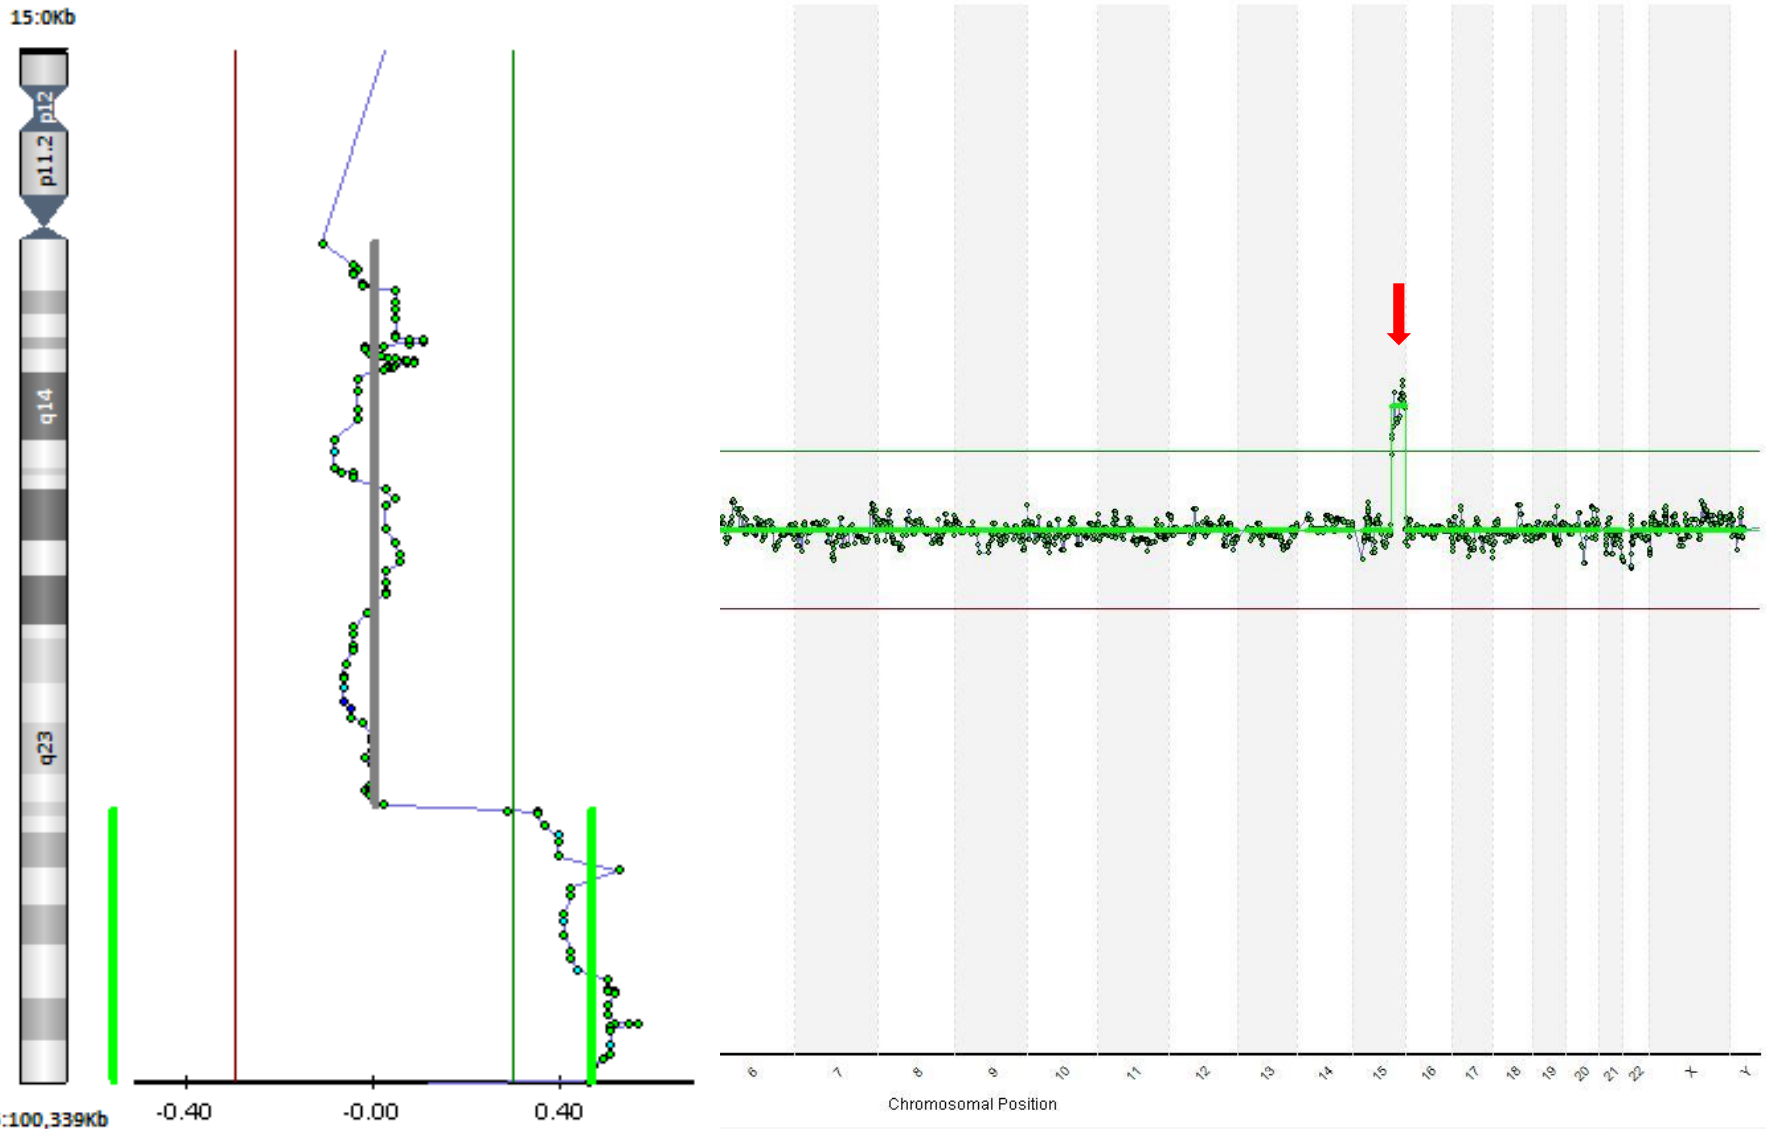 15:0Kb
p12
p11.2
q14
q23
:100,339Kb
-0.40 -0.00 0.40
6 7 8 9 10 11 12 13 14 15 16 17 18 19 20 21 22 X Y
Chromosomal Position